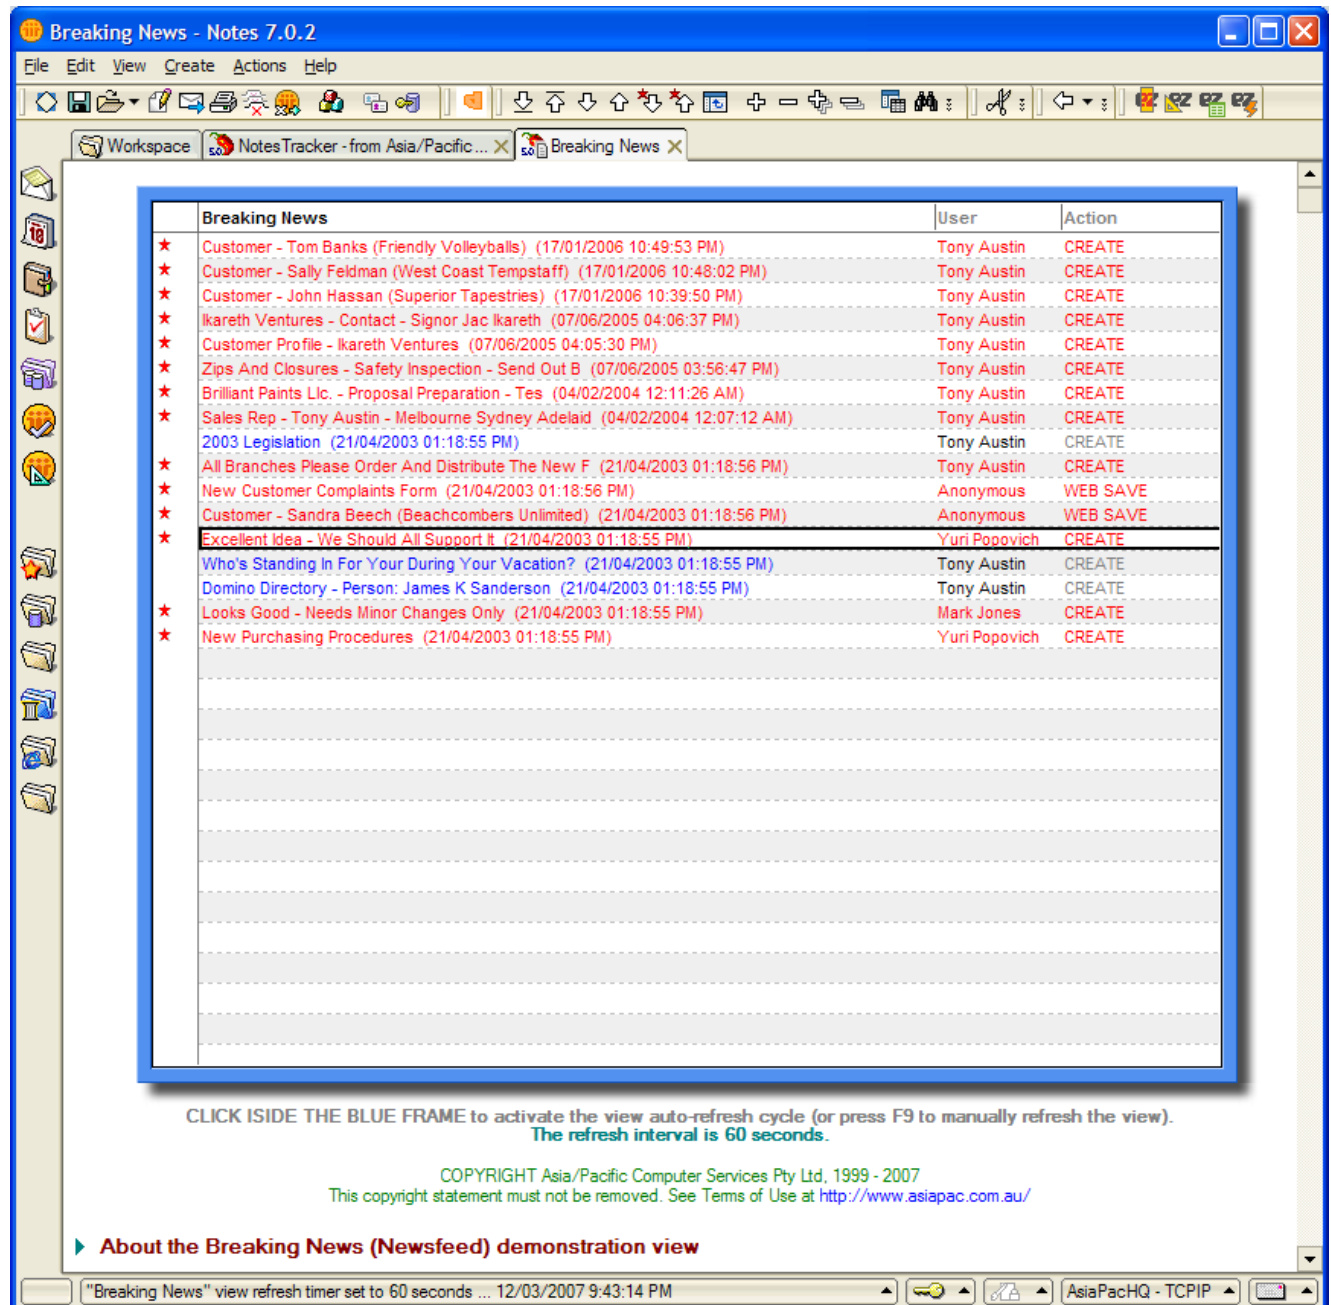 Breaking News - Notes 7.0.2
File Edit View Create Actions Help
Workspace NotesTracker - from Asia/Pacific ... Breaking News
Breaking News User Action
Customer - Tom Banks (Friendly Volleyballs) (17/01/2006 10:49:53 PM) Tony Austin CREATE
Customer - Sally Feldman (West Coast Tempstaff) (17/01/2006 10:48:02 PM) Tony Austin CREATE
Customer - John Hassan (Superior Tapestries) (17/01/2006 10:39:50 PM) Tony Austin CREATE
Ikareth Ventures - Contact - Signor Jac Ikareth (07/06/2005 04:06:37 PM) Tony Austin CREATE
Customer Profile - Ikareth Ventures (07/06/2005 04:05:30 PM) Tony Austin CREATE
Zips And Closures - Safety Inspection - Send Out B (07/06/2005 03:56:47 PM) Tony Austin CREATE
Brilliant Paints Llc. - Proposal Preparation - Tes (04/02/2004 12:11:26 AM) Tony Austin CREATE
Sales Rep - Tony Austin - Melbourne Sydney Adelaid (04/02/2004 12:07:12 AM) Tony Austin CREATE
2003 Legislation (21/04/2003 01:18:55 PM) Tony Austin CREATE
All Branches Please Order And Distribute The New F (21/04/2003 01:18:56 PM) Tony Austin CREATE
New Customer Complaints Form (21/04/2003 01:18:56 PM) Anonymous WEB SAVE
Customer - Sandra Beech (Beachcombers Unlimited) (21/04/2003 01:18:56 PM) Anonymous WEB SAVE
Excellent Idea - We Should All Support It (21/04/2003 01:18:55 PM) Yuri Popovich CREATE
Who's Standing In For Your During Your Vacation? (21/04/2003 01:18:55 PM) Tony Austin CREATE
Domino Directory - Person: James K Sanderson (21/04/2003 01:18:55 PM) Tony Austin CREATE
Looks Good - Needs Minor Changes Only (21/04/2003 01:18:55 PM) Mark Jones CREATE
New Purchasing Procedures (21/04/2003 01:18:55 PM) Yuri Popovich CREATE
CLICK ISIDE THE BLUE FRAME to activate the view auto-refresh cycle (or press F9 to manually refresh the view).
The refresh interval is 60 seconds.
COPYRIGHT Asia/Pacific Computer Services Pty Ltd, 1999 - 2007
This copyright statement must not be removed. See Terms of Use at http://www.asiapac.com.au/
About the Breaking News (Newsfeed) demonstration view
"Breaking News" view refresh timer set to 60 seconds ... 12/03/2007 9:43:14 PM AsiaPacHQ - TCPIP